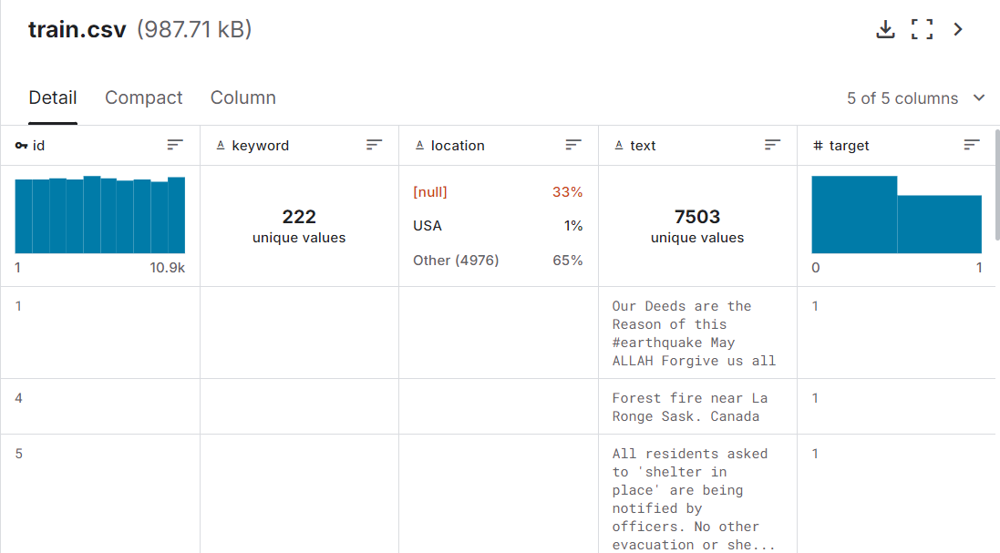 train.csv (987.71 kB)
Detail Compact Column 5 of 5 columns
id keyword location text target
[null] 33%
222 unique values
USA 1%
7503 unique values
Other (4976) 65%
1 10.9k
0 1
1
Our Deeds are the
Reason of this
#earthquake May
ALLAH Forgive us all
1
4
Forest fire near La
Ronge Sask. Canada
1
5
All residents asked
to 'shelter in
place' are being
notified by
officers. No other
evacuation or she...
1